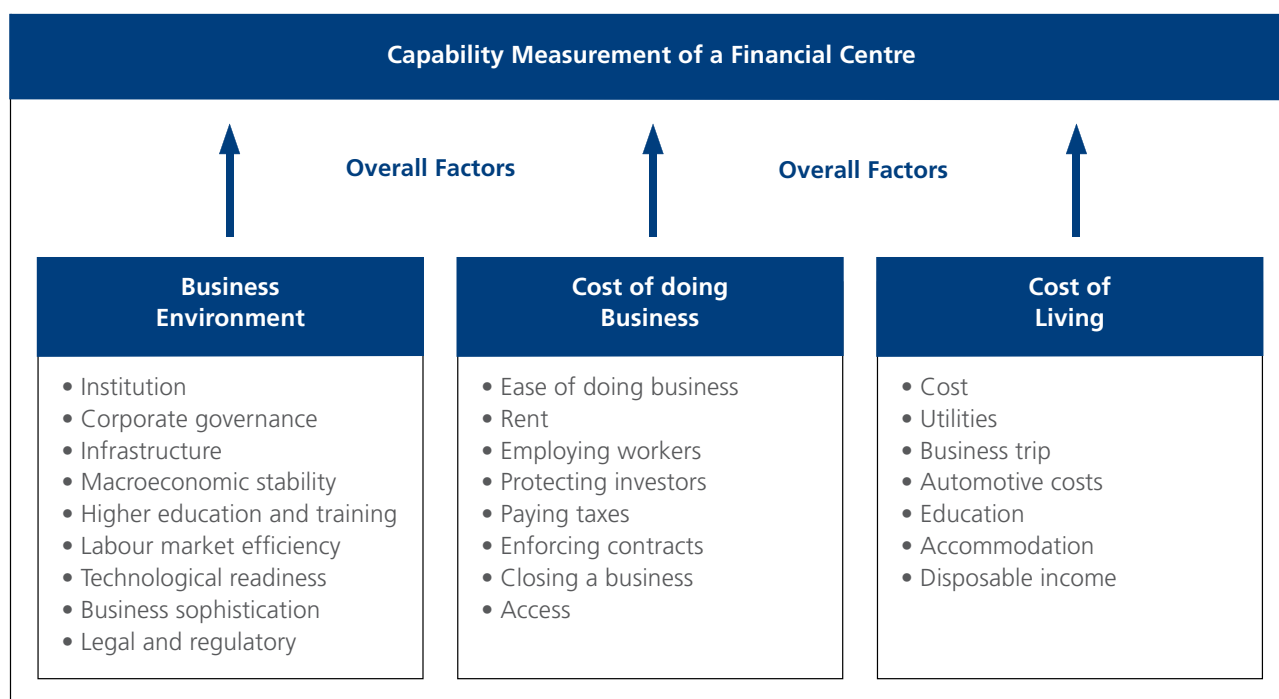 Capability Measurement of a Financial Centre
Overall Factors
Overall Factors
Business
Environment
• Institution
• Corporate governance
• Infrastructure
• Macroeconomic stability
• Higher education and training
• Labour market efficiency
• Technological readiness
• Business sophistication
• Legal and regulatory
Cost of doing
Business
• Ease of doing business
• Rent
• Employing workers
• Protecting investors
• Paying taxes
• Enforcing contracts
• Closing a business
• Access
Cost of
Living
• Cost
• Utilities
• Business trip
• Automotive costs
• Education
• Accommodation
• Disposable income